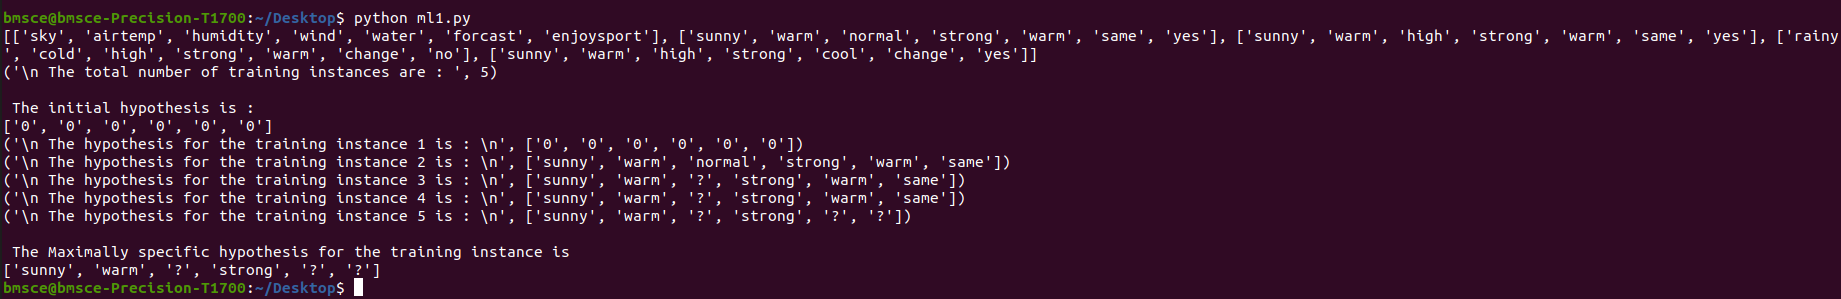 bmsce@bmsce-Precision-T1700:~/Desktop$ python ml1.py
[['sky', 'airtemp', 'humidity', 'wind', 'water', 'forcast', 'enjoysport'], ['sunny', 'warm', 'normal', 'strong', 'warm', 'same', 'yes'], ['sunny', 'warm', 'high', 'strong', 'warm', 'same', 'yes'], ['rainy
', 'cold', 'high', 'strong', 'warm', 'change', 'no'], ['sunny', 'warm', 'high', 'strong', 'cool', 'change', 'yes']]
('\n The total number of training instances are : ', 5)
 The initial hypothesis is :
['0', '0', '0', '0', '0', '0']
('\n The hypothesis for the training instance 1 is : \n', ['0', '0', '0', '0', '0', '0'])
('\n The hypothesis for the training instance 2 is : \n', ['sunny', 'warm', 'normal', 'strong', 'warm', 'same'])
('\n The hypothesis for the training instance 3 is : \n', ['sunny', 'warm', '?', 'strong', 'warm', 'same'])
('\n The hypothesis for the training instance 4 is : \n', ['sunny', 'warm', '?', 'strong', 'warm', 'same'])
('\n The hypothesis for the training instance 5 is : \n', ['sunny', 'warm', '?', 'strong', '?', '?'])
 The Maximally specific hypothesis for the training instance is
['sunny', 'warm', '?', 'strong', '?', '?']
bmsce@bmsce-Precision-T1700:~/Desktop$